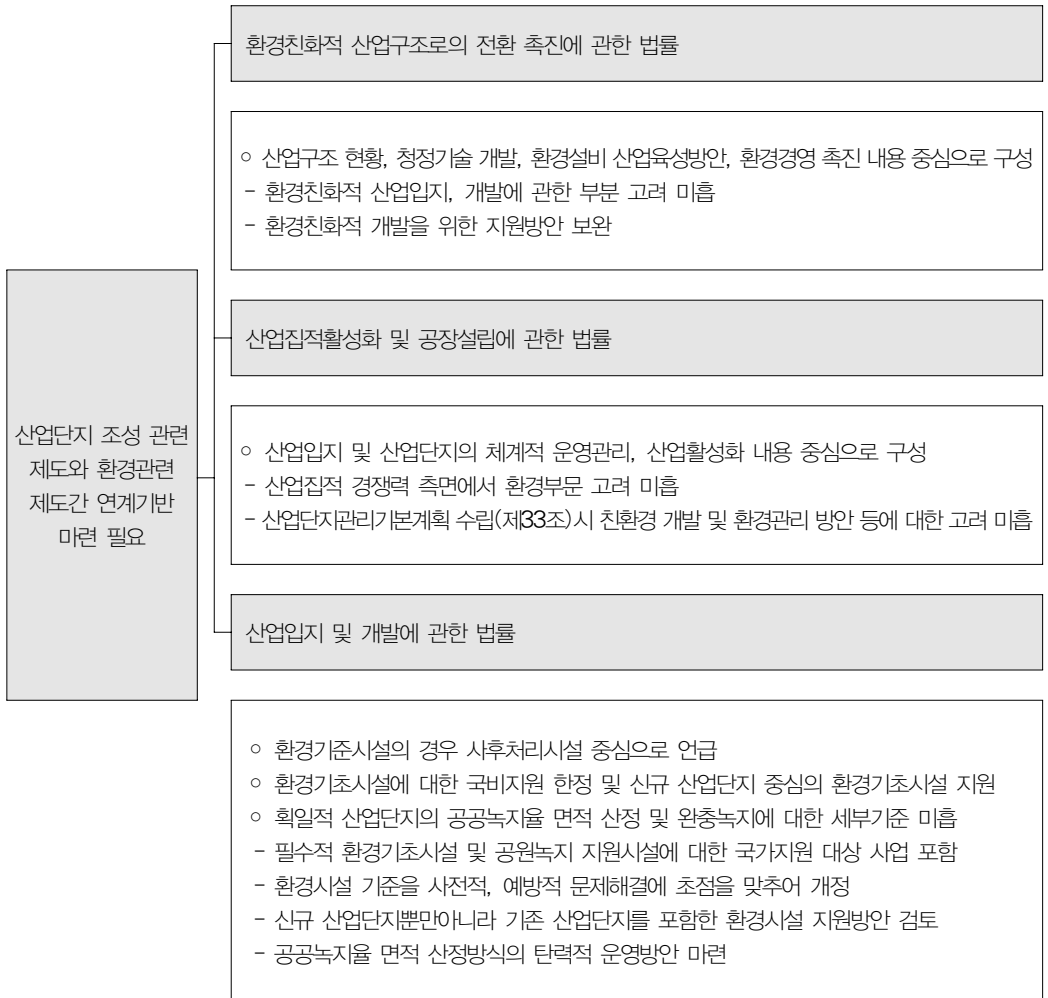 환경친화적 산업구조로의 전환 촉진에 관한 법률
○ 산업구조 현황, 청정기술 개발, 환경설비 산업육성방안, 환경경영 촉진 내용 중심으로 구성
- 환경친화적 산업입지, 개발에 관한 부분 고려 미흡
- 환경친화적 개발을 위한 지원방안 보완
산업단지 조성 관련
제도와 환경관련
제도간 연계기반
마련 필요
산업집적활성화 및 공장설립에 관한 법률
○ 산업입지 및 산업단지의 체계적 운영관리, 산업활성화 내용 중심으로 구성
- 산업집적 경쟁력 측면에서 환경부문 고려 미흡
- 산업단지관리기본계획 수립(제33조)시 친환경 개발 및 환경관리 방안 등에 대한 고려 미흡
산업입지 및 개발에 관한 법률
○ 환경기준시설의 경우 사후처리시설 중심으로 언급
○ 환경기초시설에 대한 국비지원 한정 및 신규 산업단지 중심의 환경기초시설 지원
○ 획일적 산업단지의 공공녹지율 면적 산정 및 완충녹지에 대한 세부기준 미흡
- 필수적 환경기초시설 및 공원녹지 지원시설에 대한 국가지원 대상 사업 포함
- 환경시설 기준을 사전적, 예방적 문제해결에 초점을 맞추어 개정
- 신규 산업단지뿐만아니라 기존 산업단지를 포함한 환경시설 지원방안 검토
- 공공녹지율 면적 산정방식의 탄력적 운영방안 마련